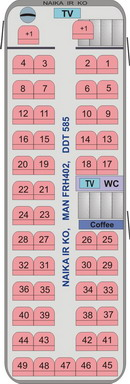 NAIKA IR KO
TV
+1
+1
4 3 2 2 1
8 7 6 5
12 11 10 9
16 15 14 13
20 19 18 17
TV WC
22 21
24 23
Coffee
28 27 26 25
32 31 30 29
36 35 34 33
40 39 38 37
44 43 42 41
49 48 47 46 45
NAIKA IR KO, MAN FRH402, DDT 585